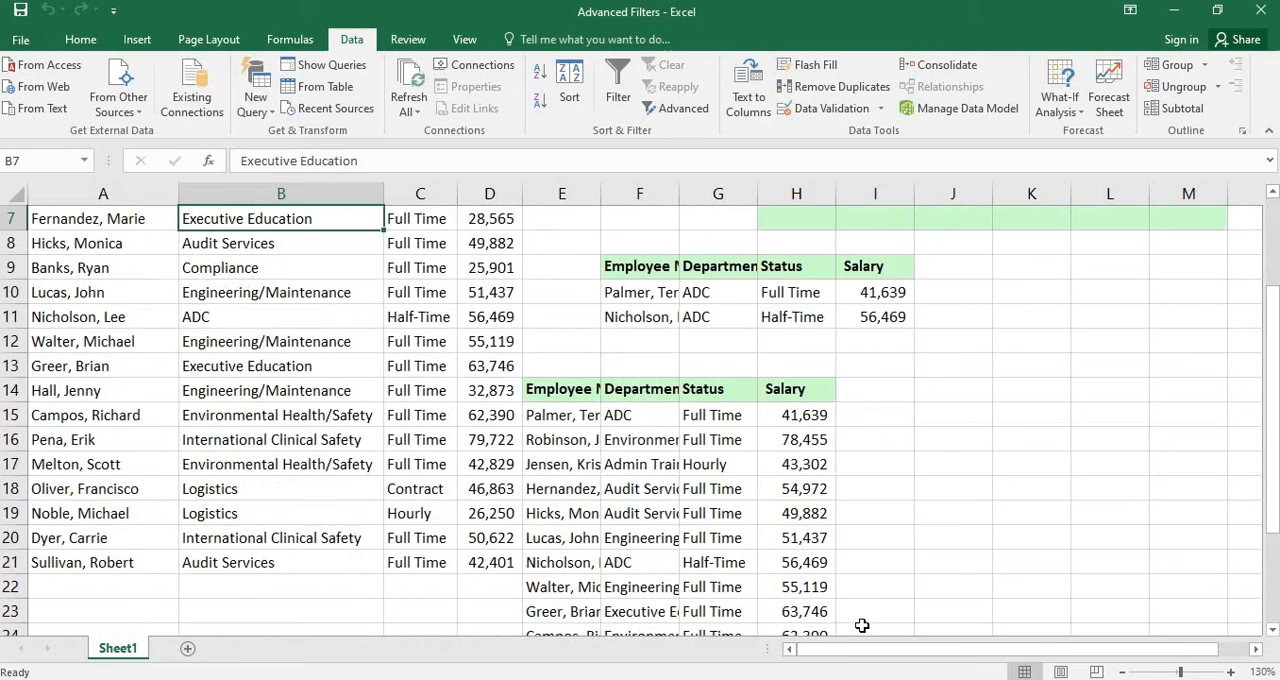 Advanced Filters - Excel
File Home Insert Page Layout Formulas Data Review View Tell me what you want to do... Sign in Share
From Access
From Web
From Text
From Other Sources
Existing Connections
Get External Data
New Query
Show Queries
From Table
Recent Sources
Get & Transform
Refresh All
Connections
Properties
Edit Links
Connections
Sort
Filter
Clear
Reapply
Advanced
Sort & Filter
Text to Columns
Flash Fill
Remove Duplicates
Data Validation
Consolidate
Relationships
Manage Data Model
Data Tools
What-If Analysis
Forecast Sheet
Forecast
Group
Ungroup
Subtotal
Outline
B7 fx Executive Education
A B C D E F G H I J K L M
7 Fernandez, Marie Executive Education Full Time 28,565
8 Hicks, Monica Audit Services Full Time 49,882
9 Banks, Ryan Compliance Full Time 25,901 Employee N Departmen Status Salary
10 Lucas, John Engineering/Maintenance Full Time 51,437 Palmer, Ter ADC Full Time 41,639
11 Nicholson, Lee ADC Half-Time 56,469 Nicholson, ADC Half-Time 56,469
12 Walter, Michael Engineering/Maintenance Full Time 55,119
13 Greer, Brian Executive Education Full Time 63,746
14 Hall, Jenny Engineering/Maintenance Full Time 32,873 Employee N Departmen Status Salary
15 Campos, Richard Environmental Health/Safety Full Time 62,390 Palmer, Ter ADC Full Time 41,639
16 Pena, Erik International Clinical Safety Full Time 79,722 Robinson, J Environme Full Time 78,455
17 Melton, Scott Environmental Health/Safety Full Time 42,829 Jensen, Kris Admin Trai Hourly 43,302
18 Oliver, Francisco Logistics Contract 46,863 Hernandez, Audit Servi Full Time 54,972
19 Noble, Michael Logistics Hourly 26,250 Hicks, Mon Audit Servi Full Time 49,882
20 Dyer, Carrie International Clinical Safety Full Time 50,622 Lucas, John Engineering Full Time 51,437
21 Sullivan, Robert Audit Services Full Time 42,401 Nicholson, ADC Half-Time 56,469
22 Walter, Mic Engineering Full Time 55,119
23 Greer, Brian Executive E Full Time 63,746
24 Campos, Ri Environme Full Time 62,390
Sheet1
Ready 130%